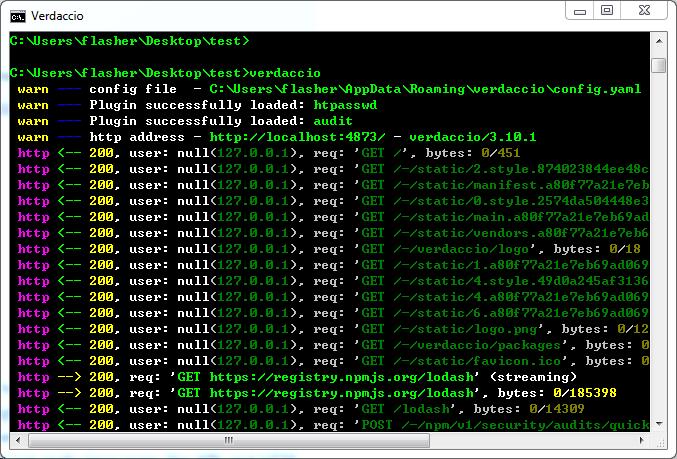 Verdaccio
C:\Users\flasher\Desktop\test>
C:\Users\flasher\Desktop\test>verdaccio
warn --- config file - C:\Users\flasher\AppData\Roaming\verdaccio\config.yaml
warn --- Plugin successfully loaded: htpasswd
warn --- Plugin successfully loaded: audit
warn --- http address - http://localhost:4873/ - verdaccio/3.10.1
http <-- 200, user: null(127.0.0.1), req: 'GET /', bytes: 0/451
http <-- 200, user: null(127.0.0.1), req: 'GET /-/static/2.style.874023844ee48c
http <-- 200, user: null(127.0.0.1), req: 'GET /-/static/manifest.a80f77a21e7eb
http <-- 200, user: null(127.0.0.1), req: 'GET /-/static/0.style.2574da504448e3
http <-- 200, user: null(127.0.0.1), req: 'GET /-/static/main.a80f77a21e7eb69ad
http <-- 200, user: null(127.0.0.1), req: 'GET /-/static/vendors.a80f77a21e7eb69
http <-- 200, user: null(127.0.0.1), req: 'GET /-/verdaccio/logo', bytes: 0/18
http <-- 200, user: null(127.0.0.1), req: 'GET /-/static/1.a80f77a21e7eb69ad069
http <-- 200, user: null(127.0.0.1), req: 'GET /-/static/4.style.49d0a245af3136
http <-- 200, user: null(127.0.0.1), req: 'GET /-/static/4.a80f77a21e7eb69ad069
http <-- 200, user: null(127.0.0.1), req: 'GET /-/static/6.a80f77a21e7eb69ad069
http <-- 200, user: null(127.0.0.1), req: 'GET /-/static/logo.png', bytes: 0/12
http <-- 200, user: null(127.0.0.1), req: 'GET /-/verdaccio/packages', bytes: 0
http <-- 200, user: null(127.0.0.1), req: 'GET /-/static/favicon.ico', bytes: 0
http --> 200, req: 'GET https://registry.npmjs.org/lodash' (streaming)
http --> 200, req: 'GET https://registry.npmjs.org/lodash', bytes: 0/185398
http <-- 200, user: null(127.0.0.1), req: 'GET /lodash', bytes: 0/14309
http <-- 200, user: null(127.0.0.1), req: 'POST /-/npm/v1/security/audits/quick